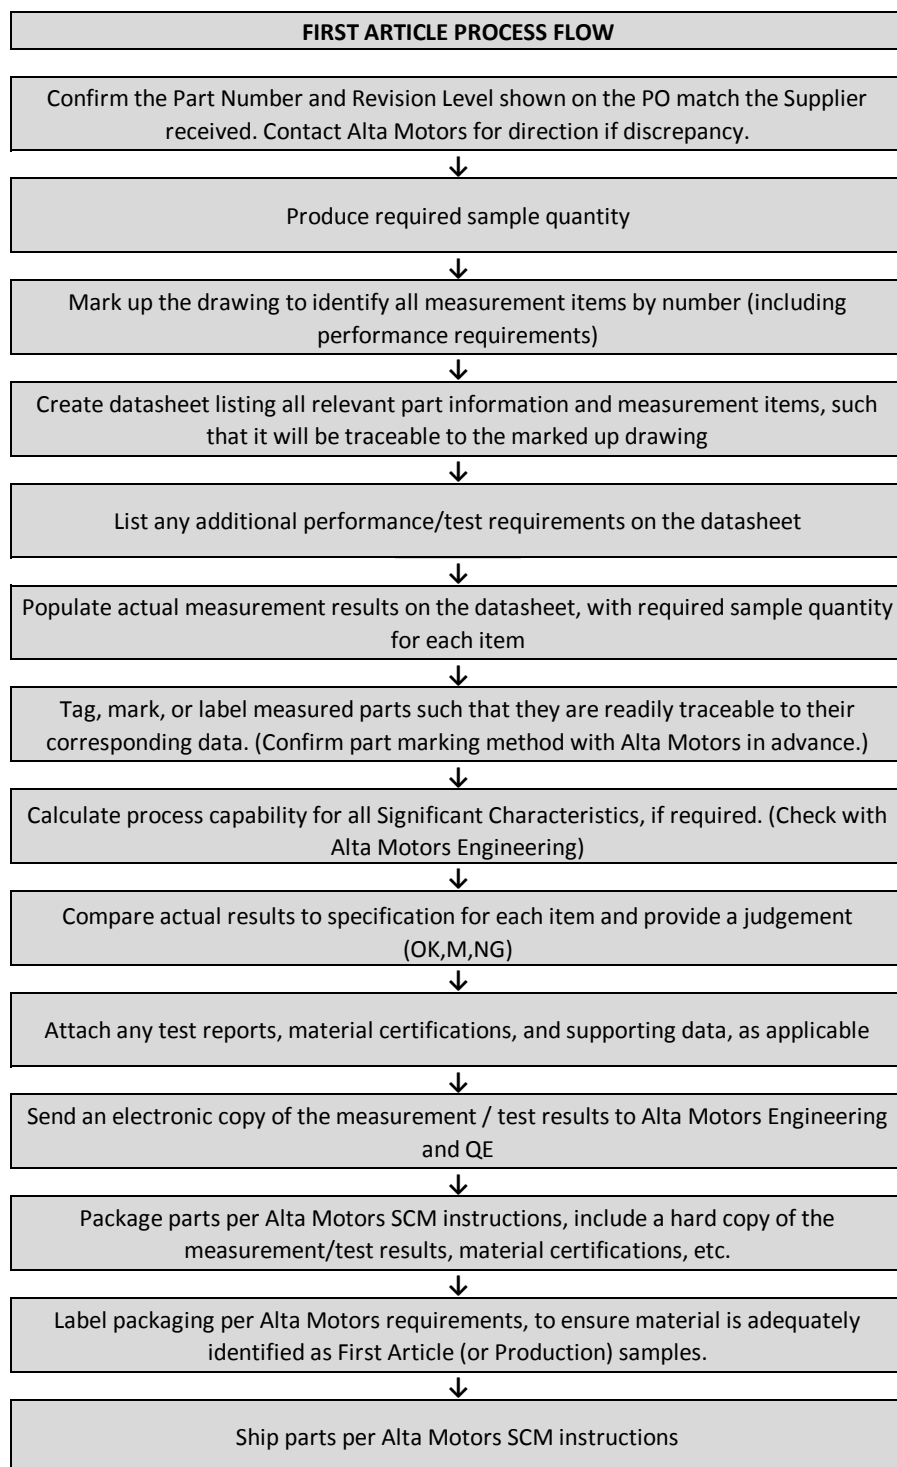 FIRST ARTICLE PROCESS FLOW
Confirm the Part Number and Revision Level shown on the PO match the Supplier
received. Contact Alta Motors for direction if discrepancy.
↓
Produce required sample quantity
↓
Mark up the drawing to identify all measurement items by number (including
performance requirements)
↓
Create datasheet listing all relevant part information and measurement items, such
that it will be traceable to the marked up drawing
↓
List any additional performance/test requirements on the datasheet
↓
Populate actual measurement results on the datasheet, with required sample quantity
for each item
↓
Tag, mark, or label measured parts such that they are readily traceable to their
corresponding data. (Confirm part marking method with Alta Motors in advance.)
↓
Calculate process capability for all Significant Characteristics, if required. (Check with
Alta Motors Engineering)
↓
Compare actual results to specification for each item and provide a judgement
(OK,M,NG)
↓
Attach any test reports, material certifications, and supporting data, as applicable
↓
Send an electronic copy of the measurement / test results to Alta Motors Engineering
and QE
↓
Package parts per Alta Motors SCM instructions, include a hard copy of the
measurement/test results, material certifications, etc.
↓
Label packaging per Alta Motors requirements, to ensure material is adequately
identified as First Article (or Production) samples.
↓
Ship parts per Alta Motors SCM instructions